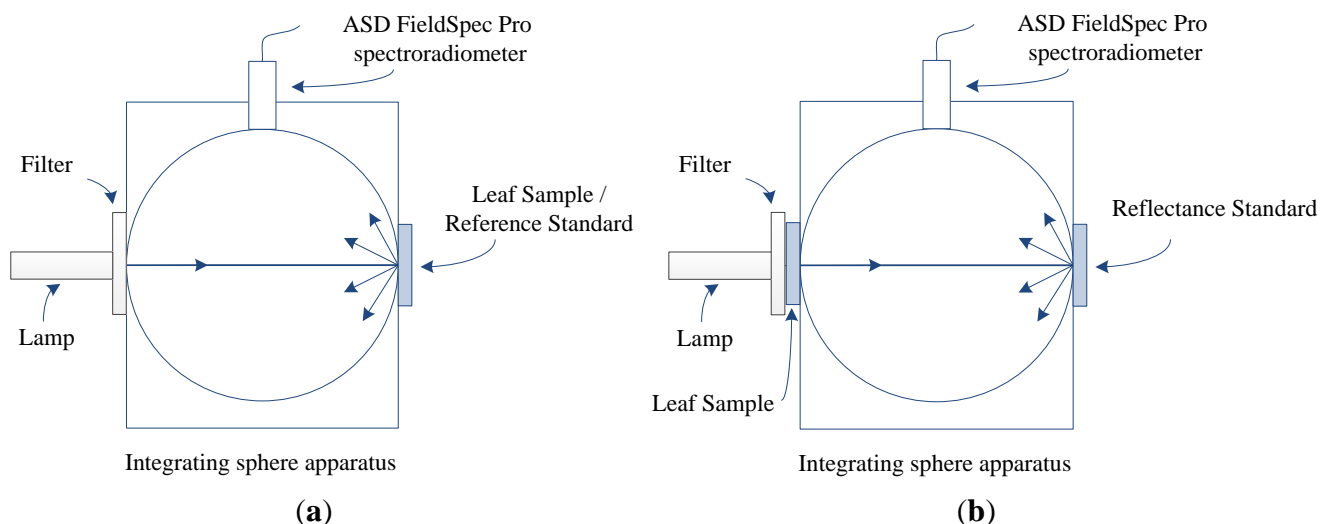 ASD FieldSpec Pro
spectroradiometer
Filter
Leaf Sample /
Reference Standard
Lamp
Integrating sphere apparatus
(a)
ASD FieldSpec Pro
spectroradiometer
Filter
Reflectance Standard
Lamp
Leaf Sample
Integrating sphere apparatus
(b)